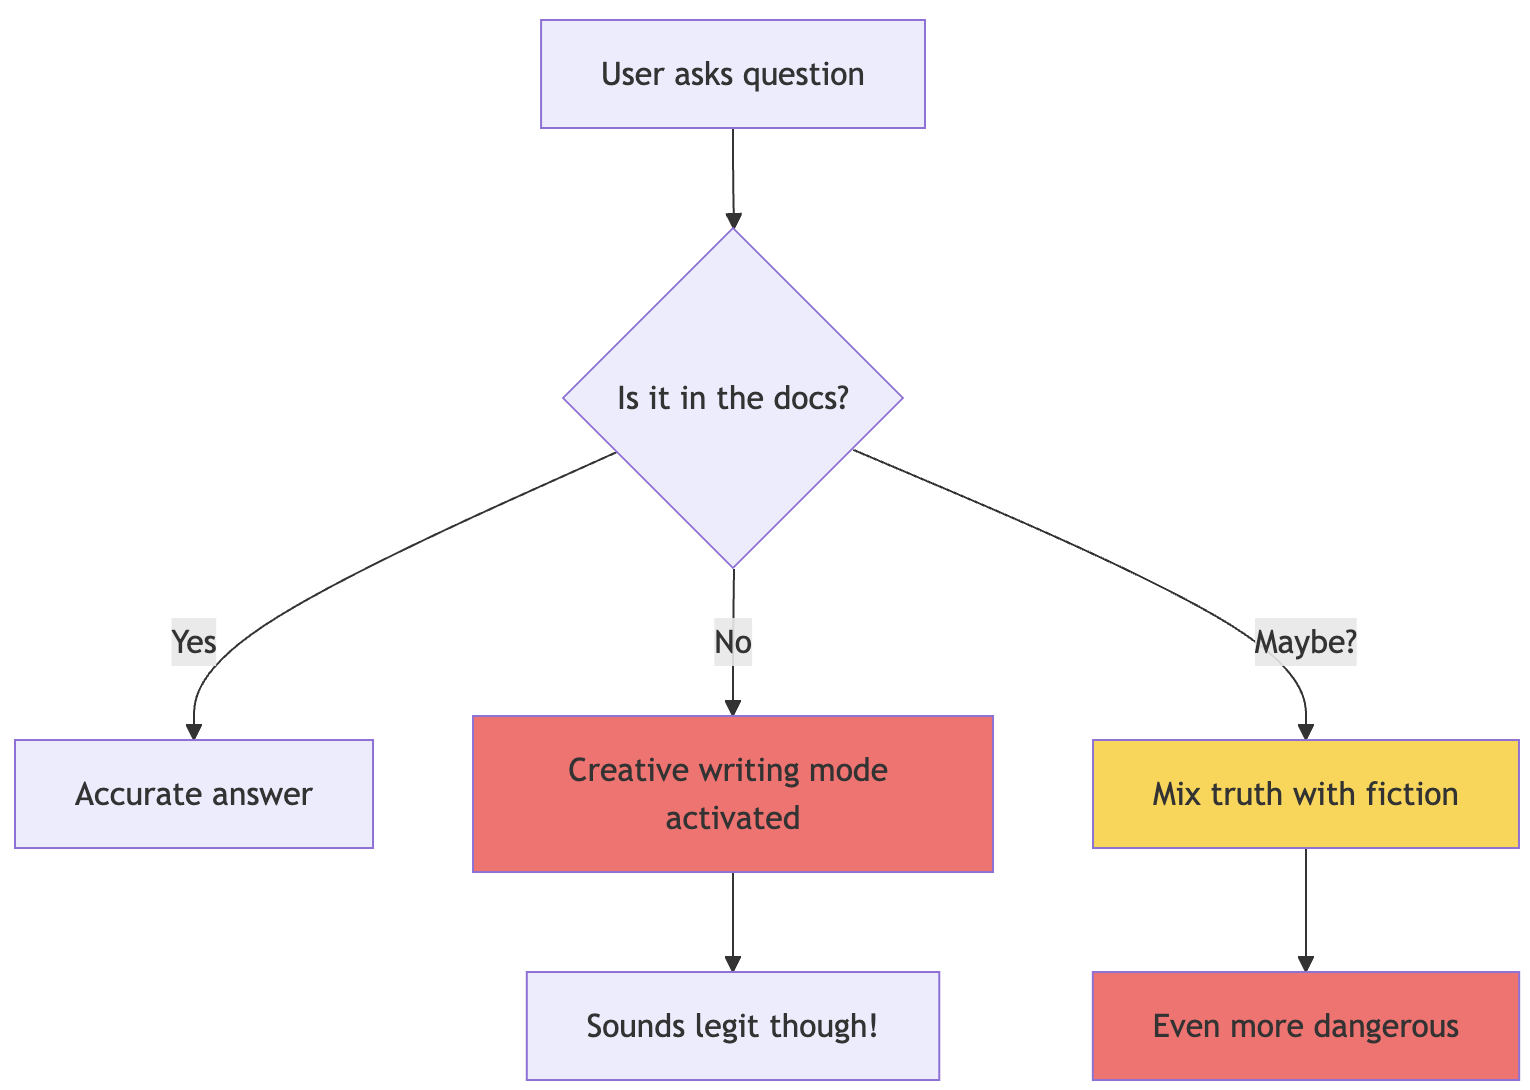 User asks question
Is it in the docs?
Yes
No
Maybe?
Accurate answer
Creative writing mode
activated
Mix truth with fiction
Sounds legit though!
Even more dangerous